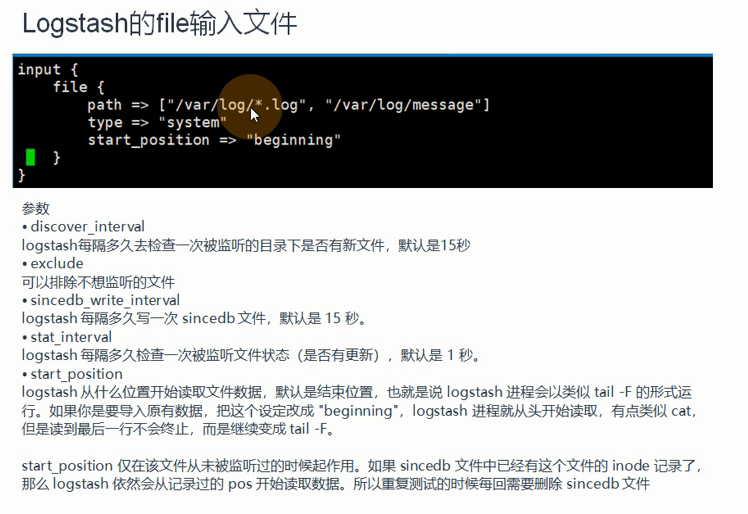 Logstash的file输入文件
input {
file {
path => ["/var/log/*.log", "/var/log/message"]
type => "system"
start_position => "beginning"
}
}
参数
• discover_interval
logstash每隔多久去检查一次被监听的目录下是否有新文件，默认是15秒
• exclude
可以排除不想监听的文件
• sincedb_write_interval
logstash 每隔多久写一次 sincedb 文件，默认是 15 秒。
• stat_interval
logstash 每隔多久检查一次被监听文件状态（是否有更新），默认是 1 秒。
• start_position
logstash 从什么位置开始读取文件数据，默认是结束位置，也就是说 logstash 进程会以类似 tail -F 的形式运
行。如果你是要导入原有数据，把这个设定改成 "beginning"，logstash 进程就从头开始读取，有点类似 cat，
但是读到最后一行不会终止，而是继续变成 tail -F。
start_position 仅在该文件从未被监听过的时候起作用。如果 sincedb 文件中已经有这个文件的 inode 记录了，
那么 logstash 依然会从记录过的 pos 开始读取数据。所以重复测试的时候每回需要删除 sincedb 文件